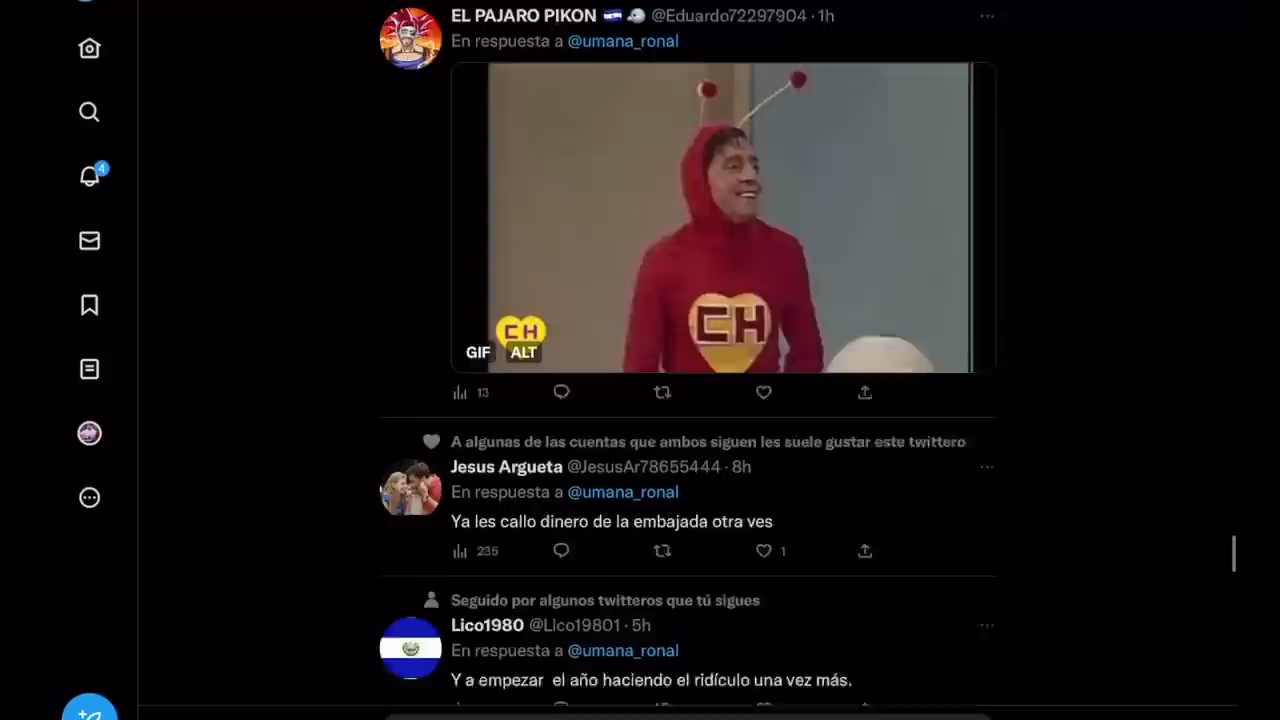 EL PAJARO PIKON @Eduardo72297904 · 1h
En respuesta a @umana_ronal
4
CH
CH
GIF ALT
13
A algunas de las cuentas que ambos siguen les suele gustar este twittero
Jesus Argueta @JesusAr78655444 · 8h
En respuesta a @umana_ronal
Ya les callo dinero de la embajada otra ves
235 1
Seguido por algunos twitteros que tú sigues
Lico1980 @Lico19801 · 5h
En respuesta a @umana_ronal
Y a empezar el año haciendo el ridículo una vez más.